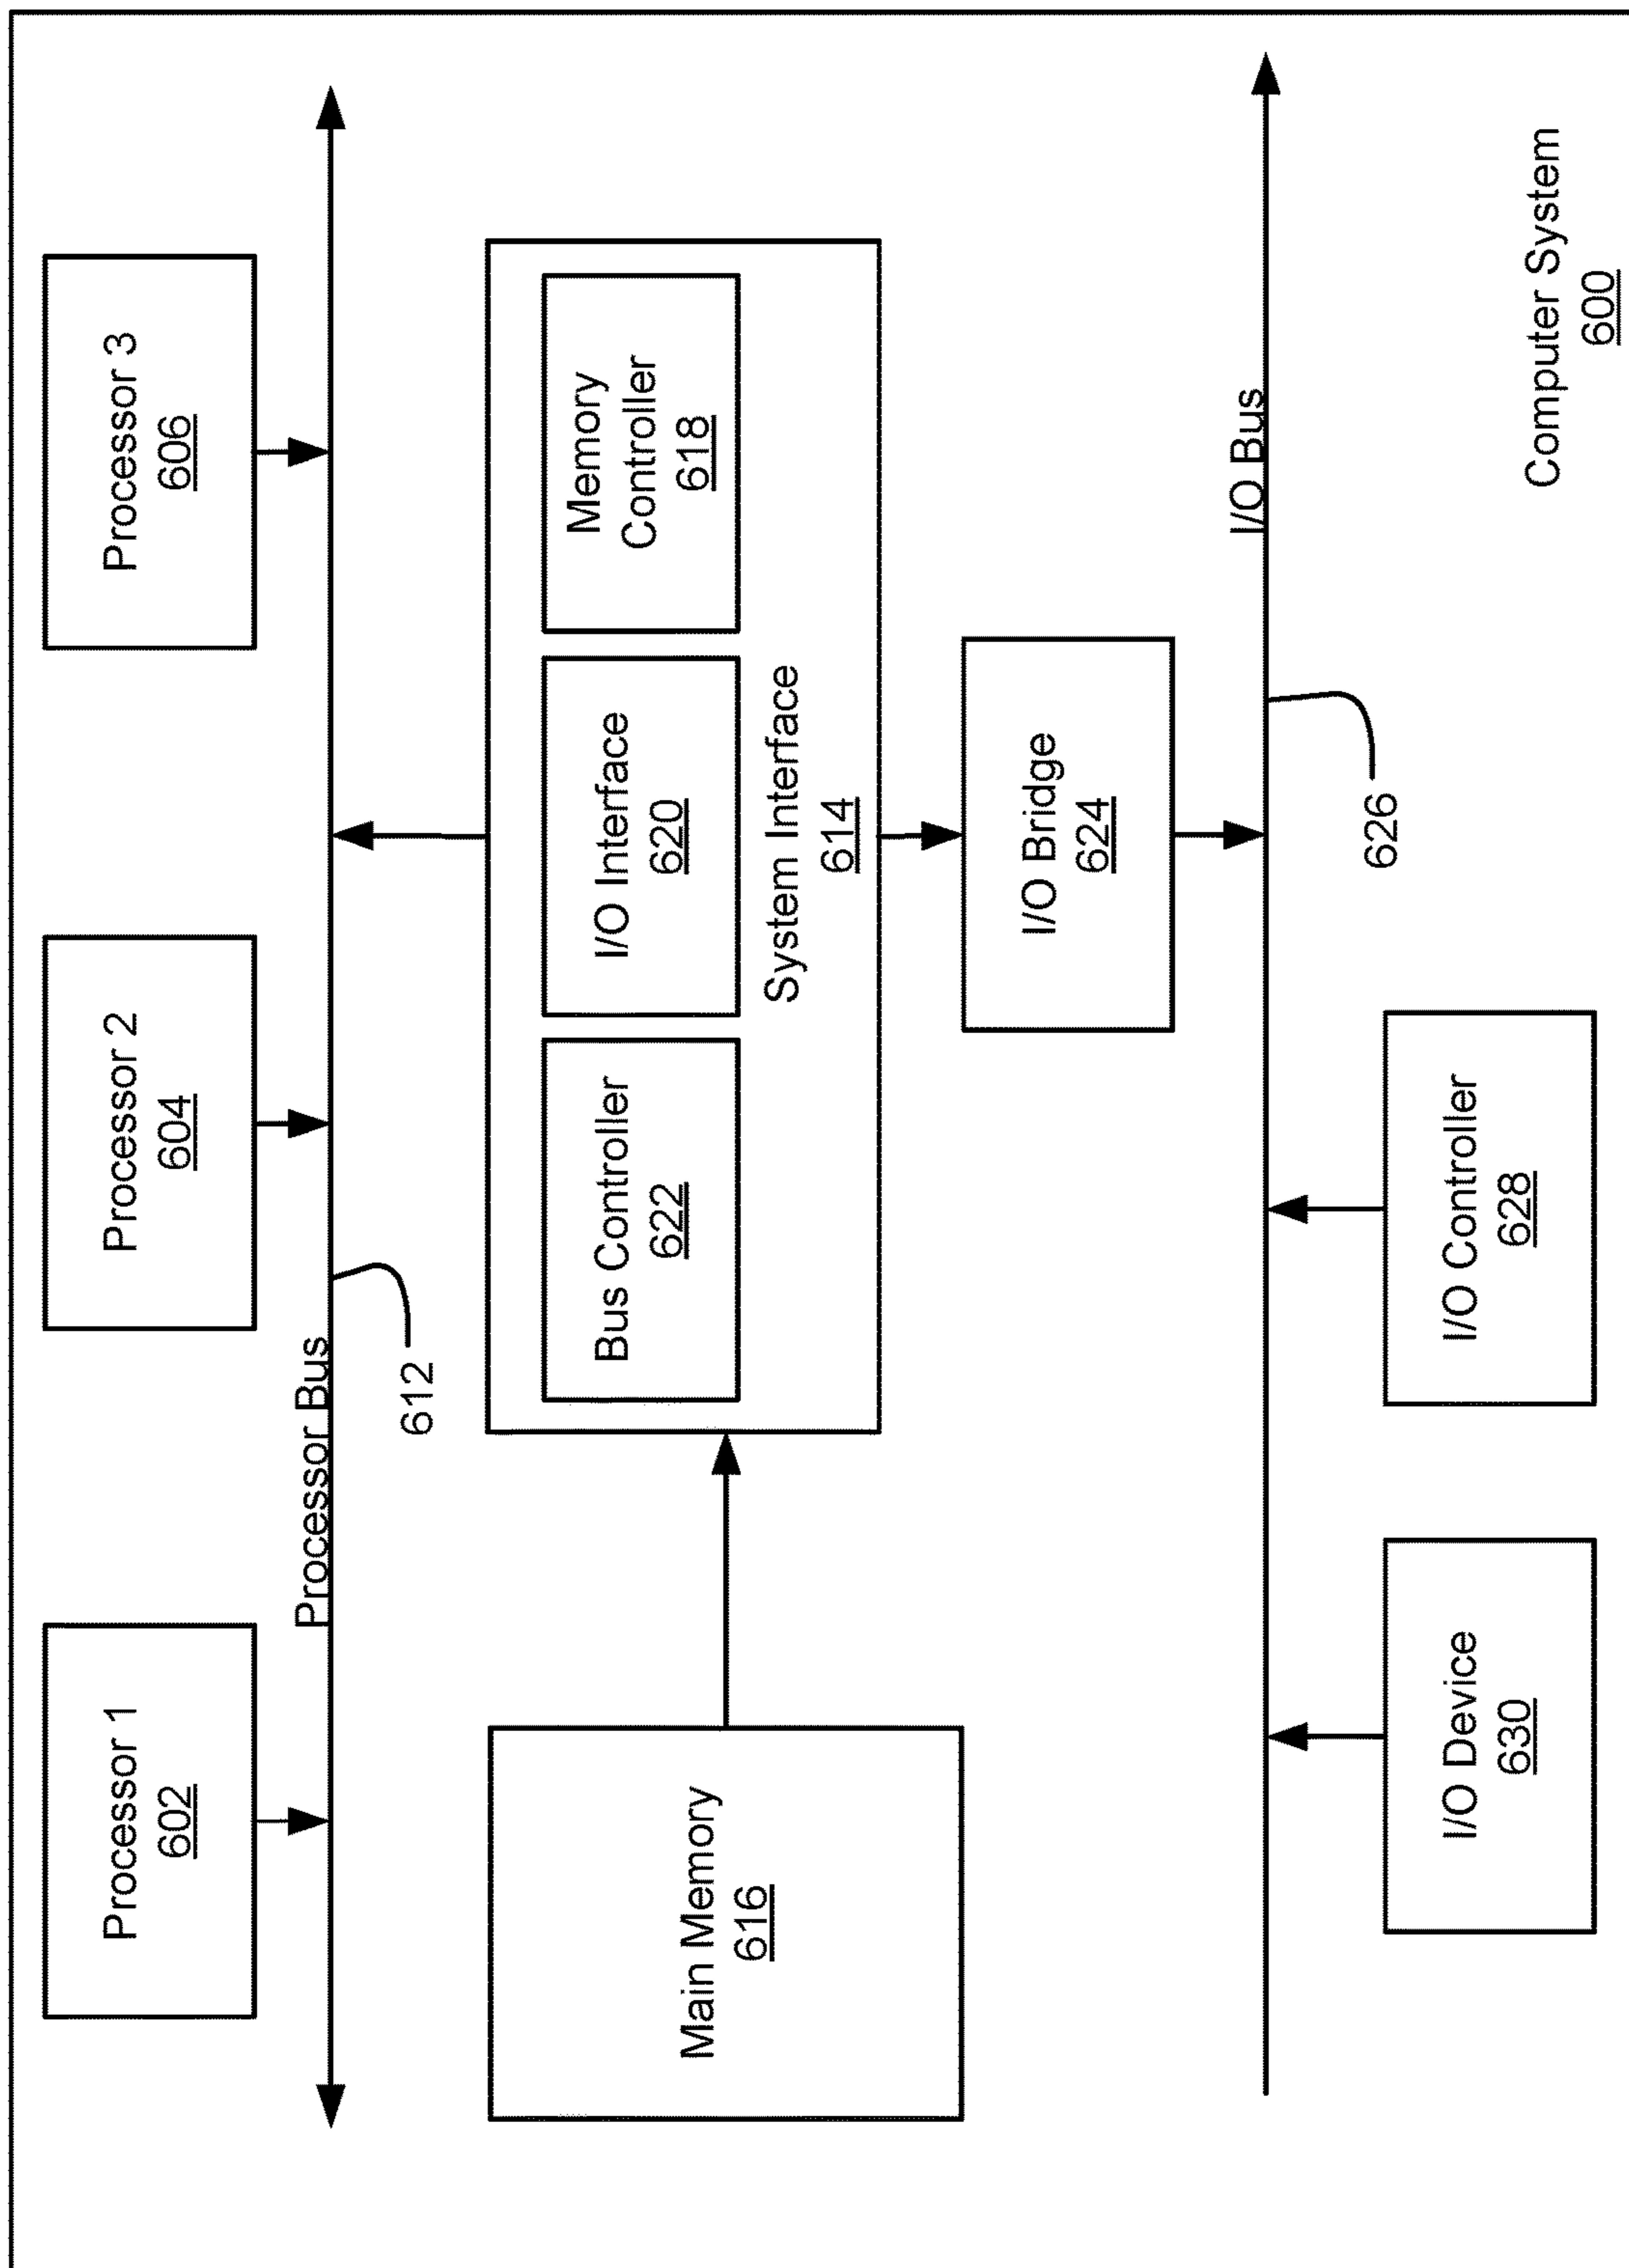 Processor 1
602
Processor 2
604
Processor 3
606
Processor Bus
612
Main Memory
616
Bus Controller
622
I/O Interface
620
Memory
Controller
618
System Interface
614
I/O Bridge
624
I/O Bus
626
I/O Device
630
I/O Controller
628
Computer System
600